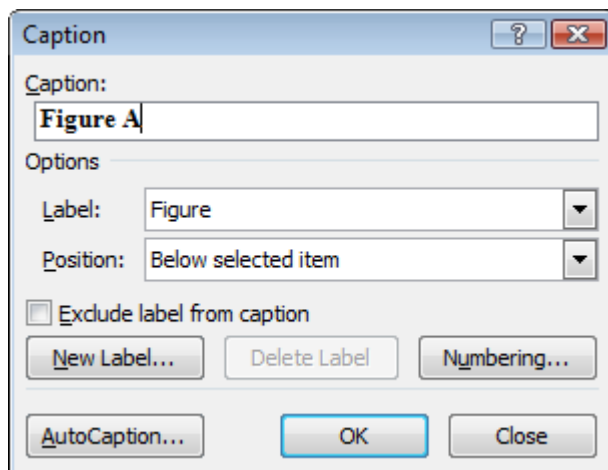 Caption
?
Caption:
Figure A
Options
Label: Figure
Position: Below selected item
Exclude label from caption
New Label... Delete Label Numbering...
AutoCaption... OK Close